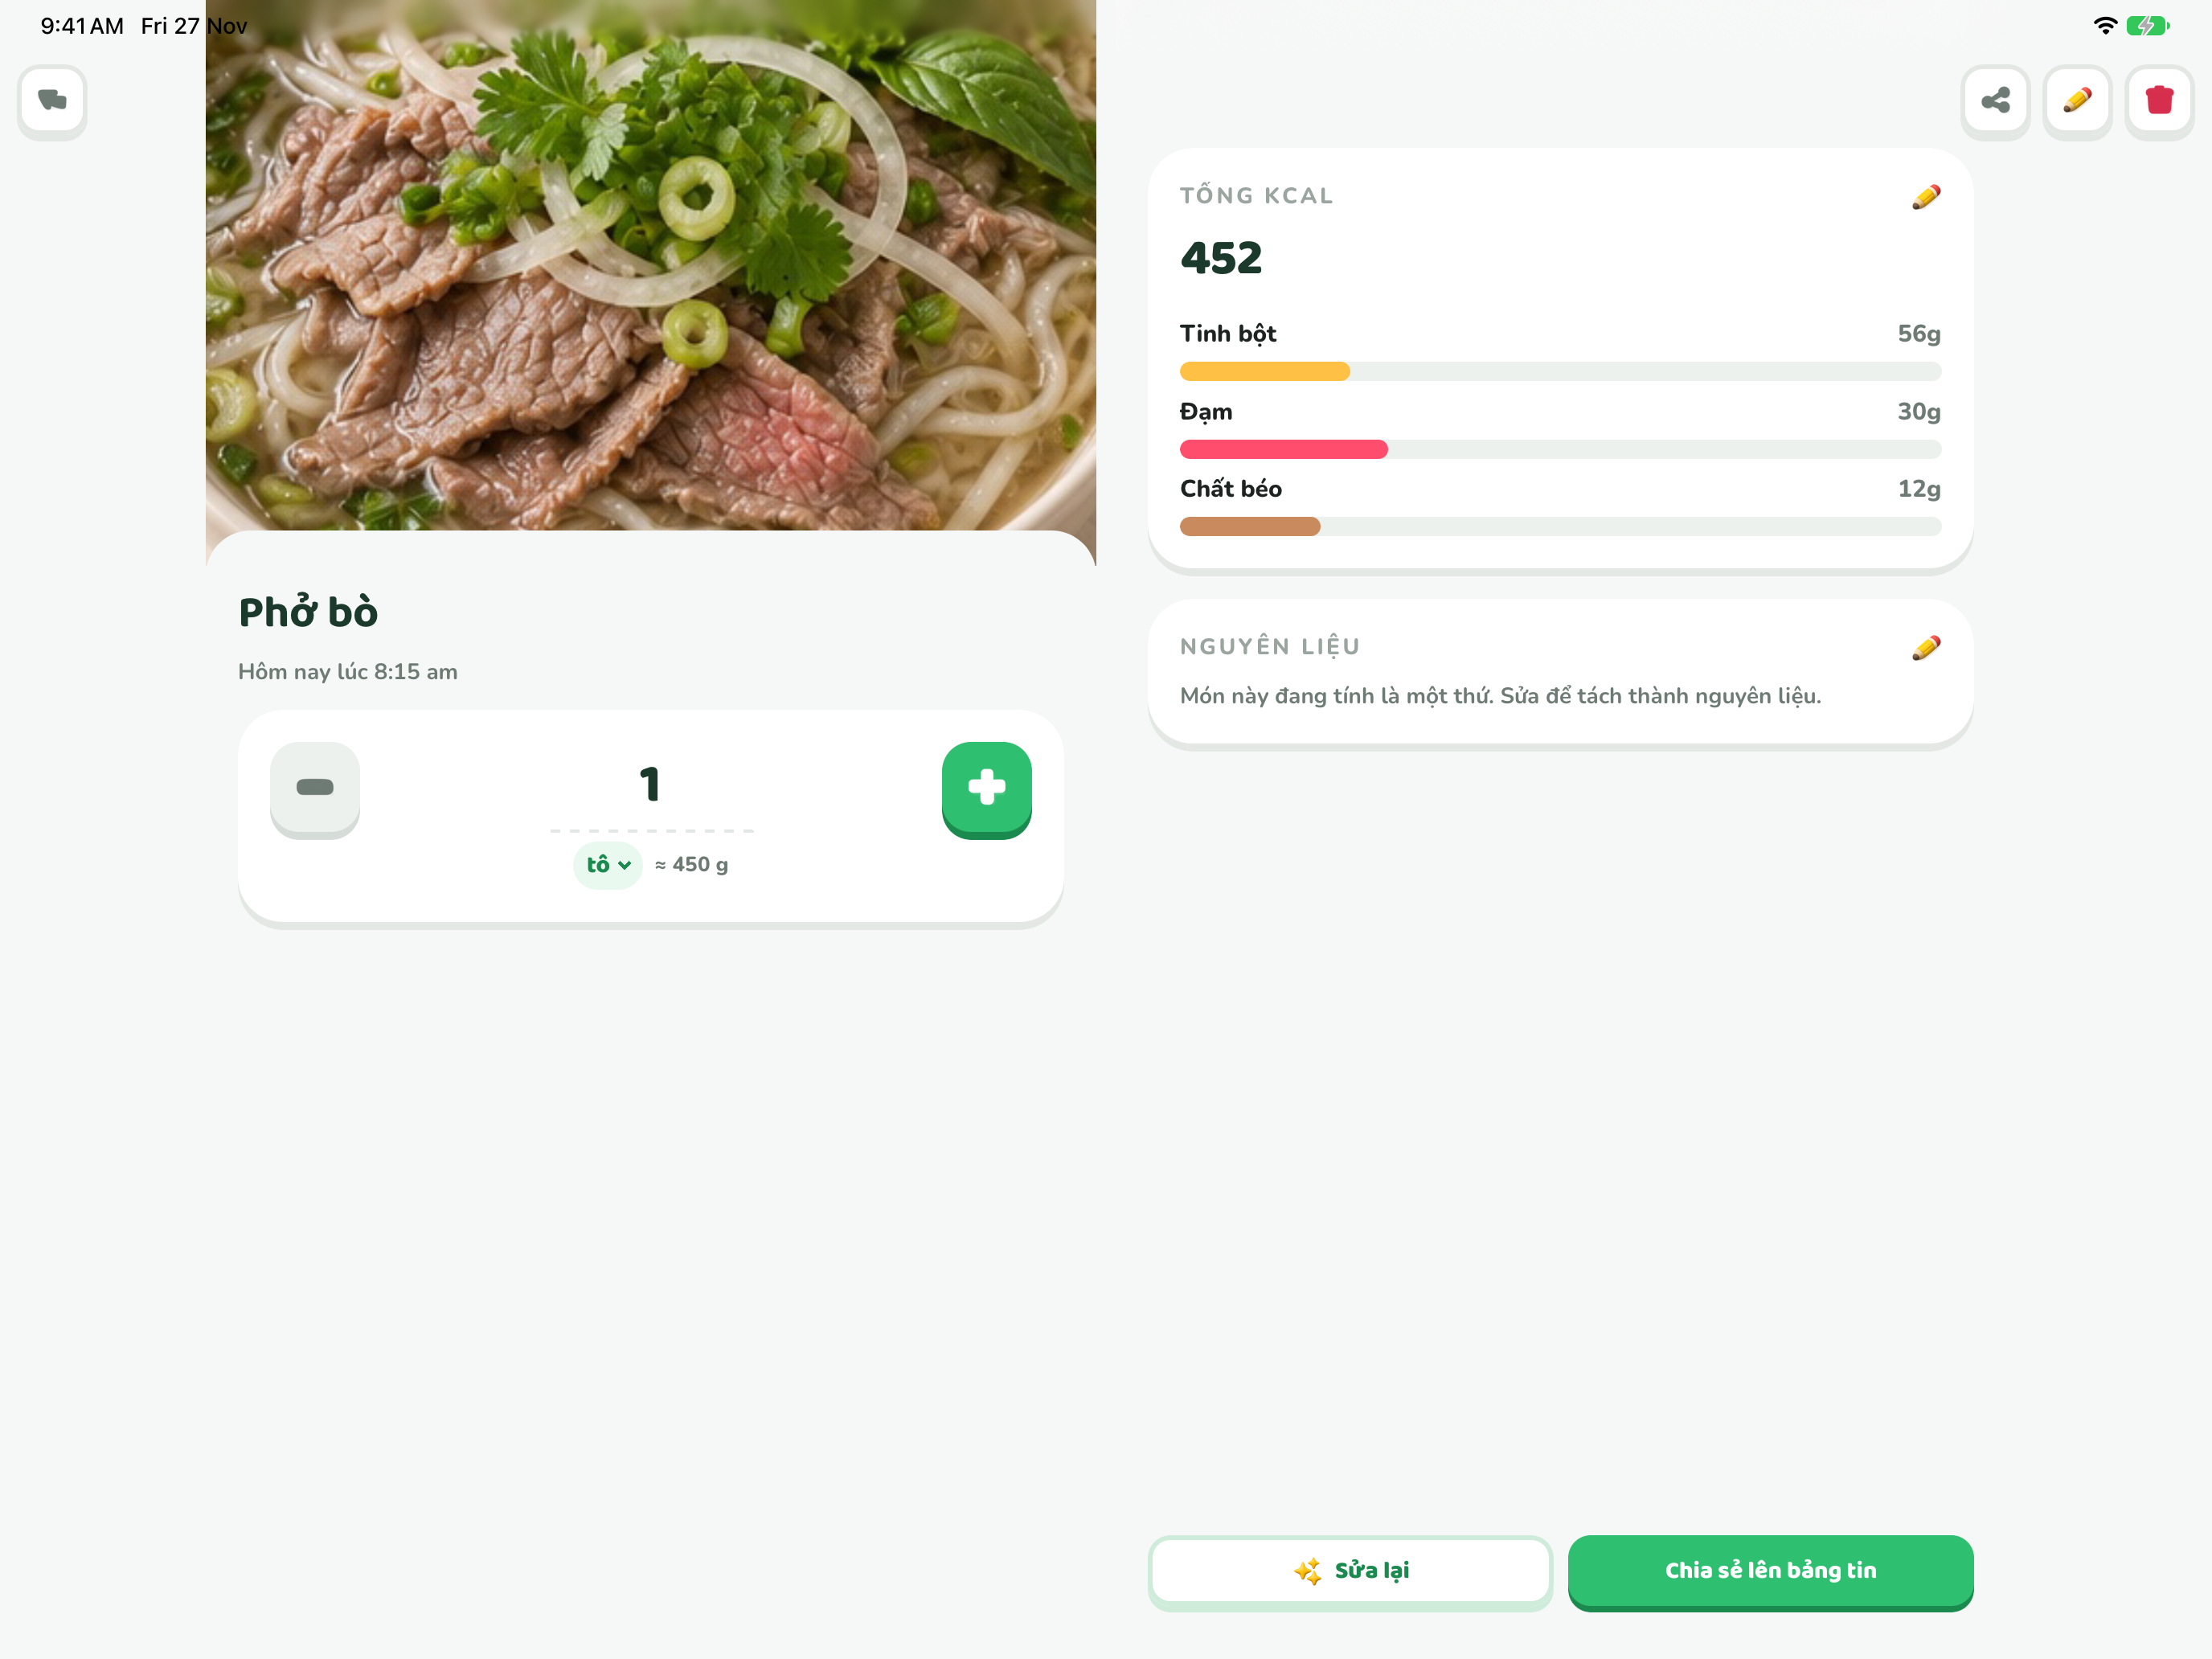 9:41 AM Fri 27 Nov
Phở bò
Hôm nay lúc 8:15 am
1
tô ≈ 450 g
TỔNG KCAL
452
Tinh bột 56g
Đạm 30g
Chất béo 12g
NGUYÊN LIỆU
Món này đang tính là một thứ. Sửa để tách thành nguyên liệu.
Sửa lại
Chia sẻ lên bảng tin